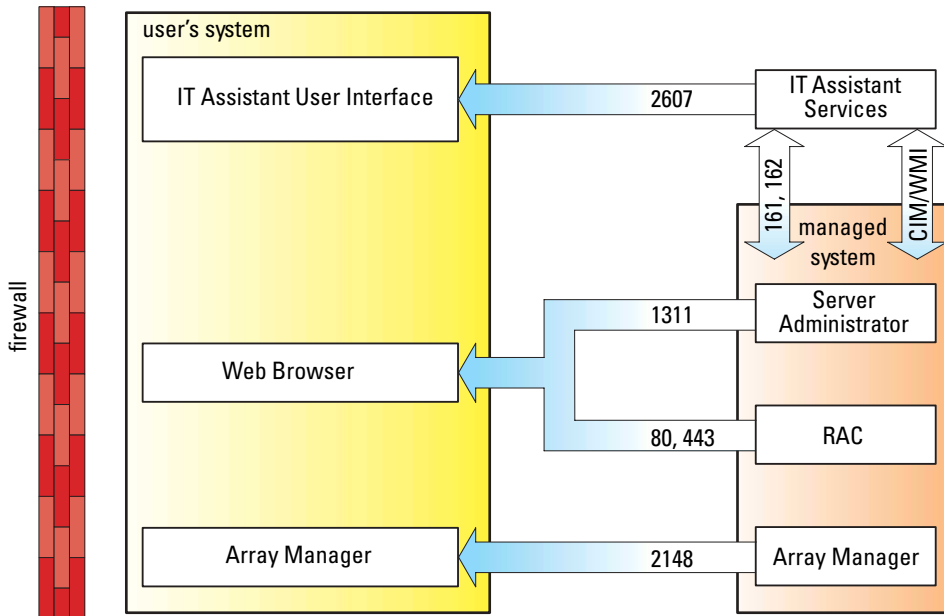 firewall
user's system
IT Assistant User Interface
2607
IT Assistant
Services
161, 162
CIM/WMI
managed
system
1311
Server
Administrator
Web Browser
80, 443
RAC
Array Manager
2148
Array Manager